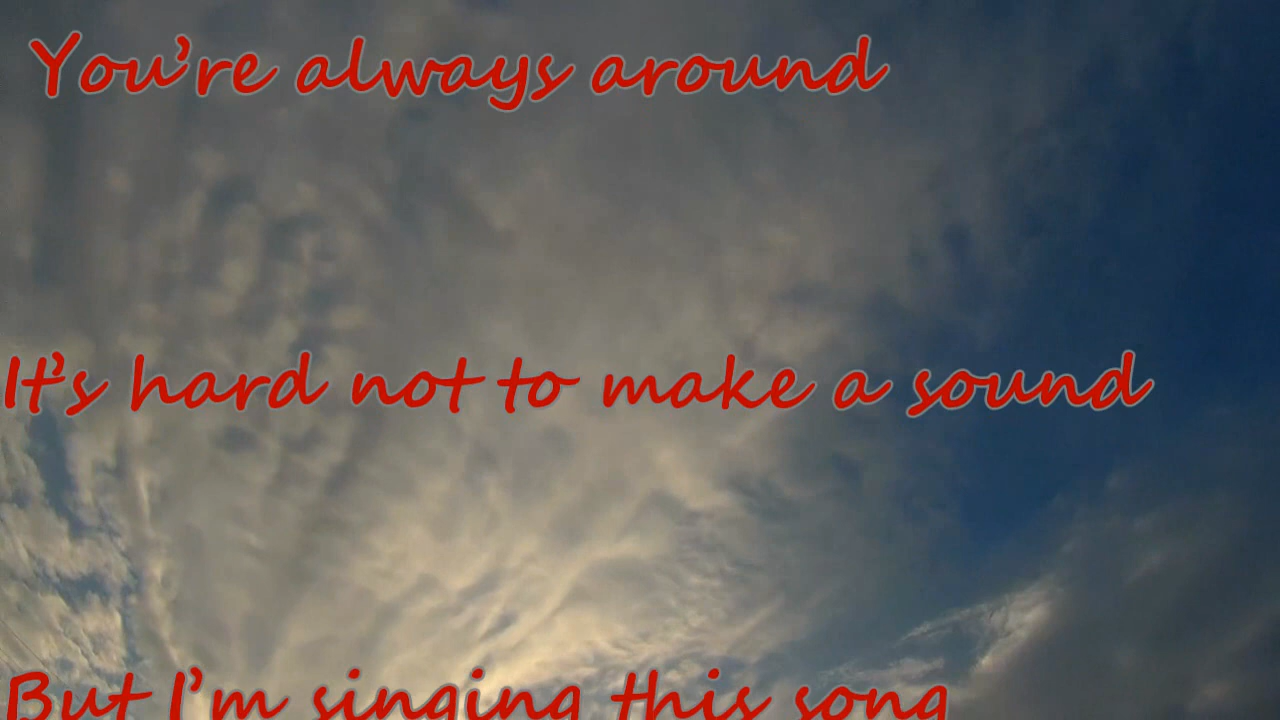 You’re always around
It’s hard not to make a sound
But I’m singing this song